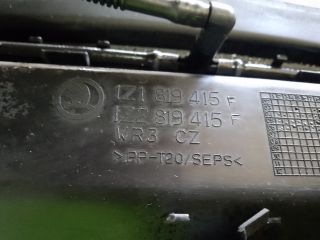 1Z1 819 415 F
1Z2 819 415 F
WR3 CZ
>PP-T20/SEPS<